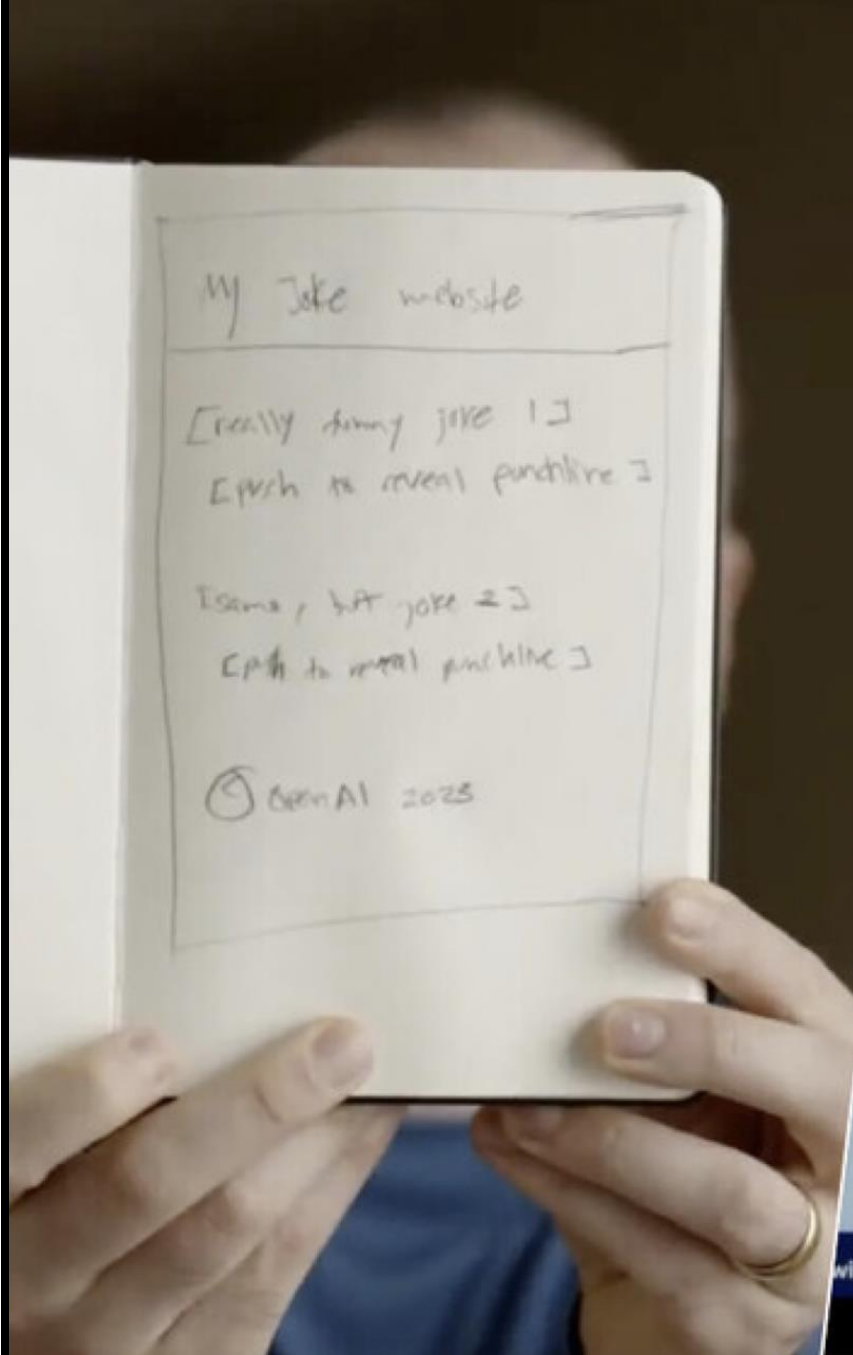 My Joke website
[really funny joke 1]
[push to reveal punchline]
[same, but joke 2]
[push to reveal punchline]
© OpenAI 2023
wi